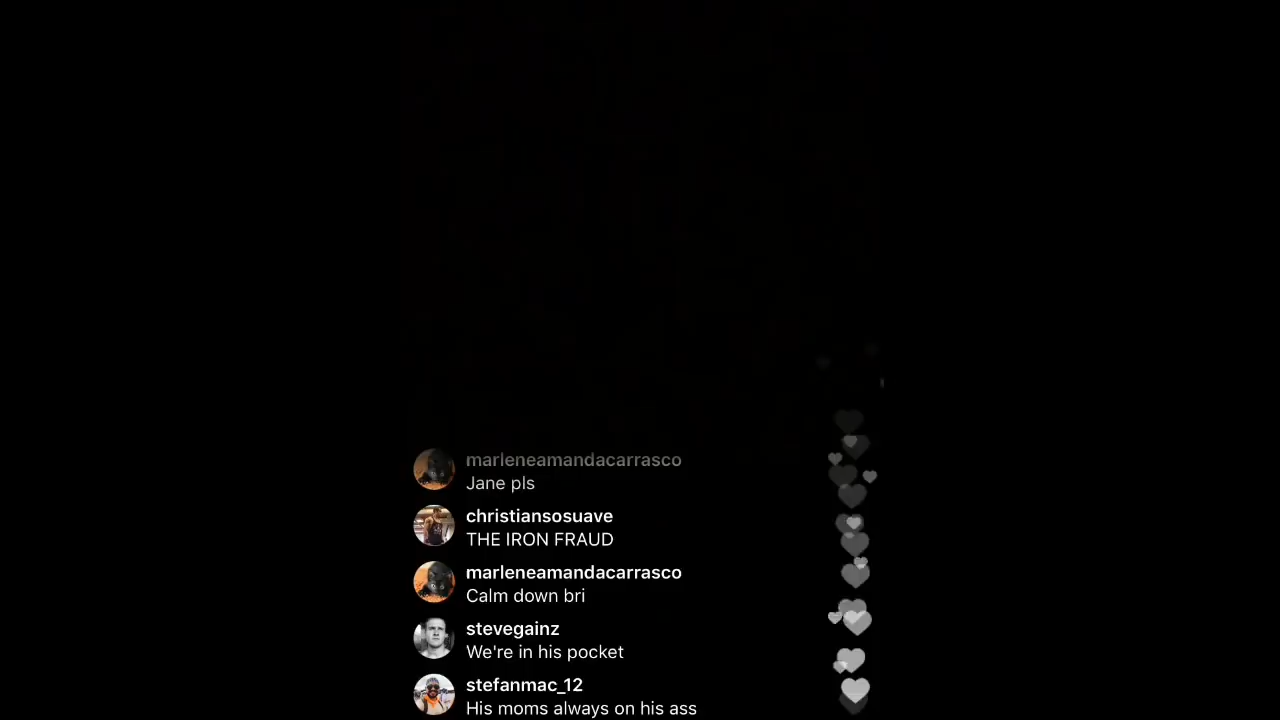 marleneamandacarrasco
Jane pls
christiansosuave
THE IRON FRAUD
marleneamandacarrasco
Calm down bri
stevegainz
We're in his pocket
stefanmac_12
His moms always on his ass